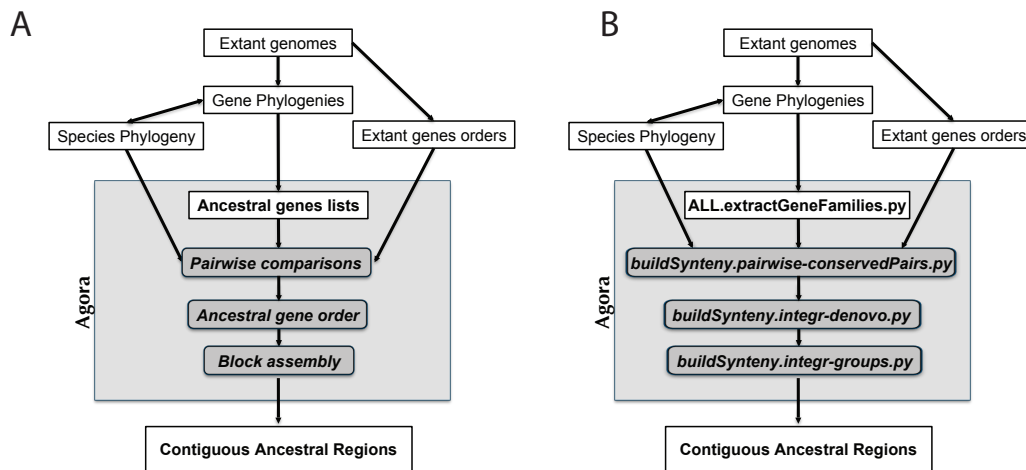 A
Extant genomes
Gene Phylogenies
Species Phylogeny
Extant genes orders
Ancestral genes lists
Pairwise comparisons
Ancestral gene order
Block assembly
Agora
Contiguous Ancestral Regions
B
Extant genomes
Gene Phylogenies
Species Phylogeny
Extant genes orders
ALL.extractGeneFamilies.py
buildSynteny.pairwise-conservedPairs.py
buildSynteny.integr-denovo.py
buildSynteny.integr-groups.py
Agora
Contiguous Ancestral Regions